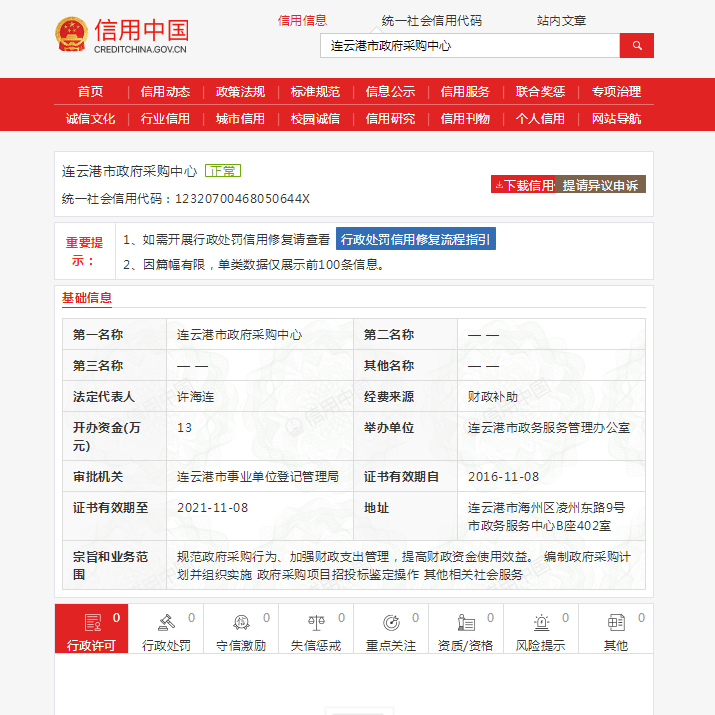 信用中国
CREDITCHINA.GOV.CN
信用信息 统一社会信用代码 站内文章
连云港市政府采购中心
首页 信用动态 政策法规 标准规范 信息公示 信用服务 联合奖惩 专项治理
诚信文化 行业信用 城市信用 校园诚信 信用研究 信用刊物 个人信用 网站导航
连云港市政府采购中心 正常
统一社会信用代码：12320700468050644X
下载信用 提请异议申诉
重要提
示：
1、如需开展行政处罚信用修复请查看 行政处罚信用修复流程指引
2、因篇幅有限，单类数据仅展示前100条信息。
基础信息
第一名称 连云港市政府采购中心 第二名称 — —
第三名称 — — 其他名称 — —
法定代表人 许海连 经费来源 财政补助
开办资金(万
元) 13 举办单位 连云港市政务服务管理办公室
审批机关 连云港市事业单位登记管理局 证书有效期自 2016-11-08
证书有效期至 2021-11-08 地址 连云港市海州区凌州东路9号
市政务服务中心B座402室
宗旨和业务范
围
规范政府采购行为、加强财政支出管理，提高财政资金使用效益。 编制政府采购计
划并组织实施 政府采购项目招投标鉴定操作 其他相关社会服务
信用中国
0 0 0 0 0 0 0 0
行政许可 行政处罚 守信激励 失信惩戒 重点关注 资质/资格 风险提示 其他